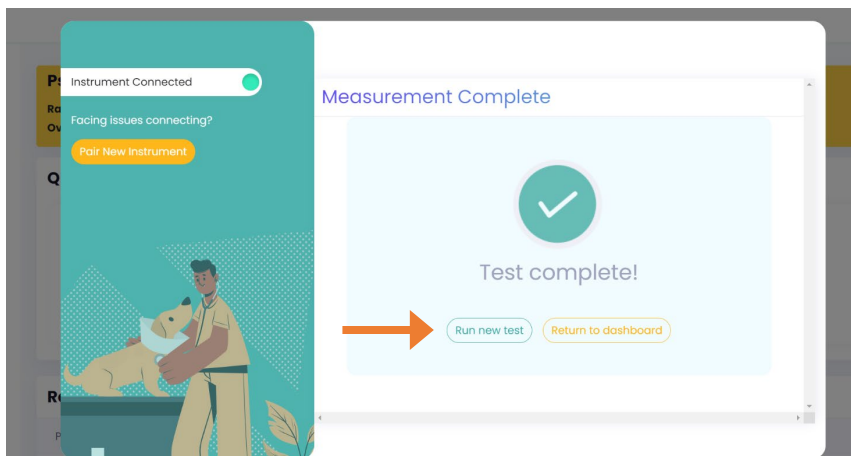 Instrument Connected
Facing issues connecting?
Pair New Instrument
Measurement Complete
Test complete!
Run new test
Return to dashboard